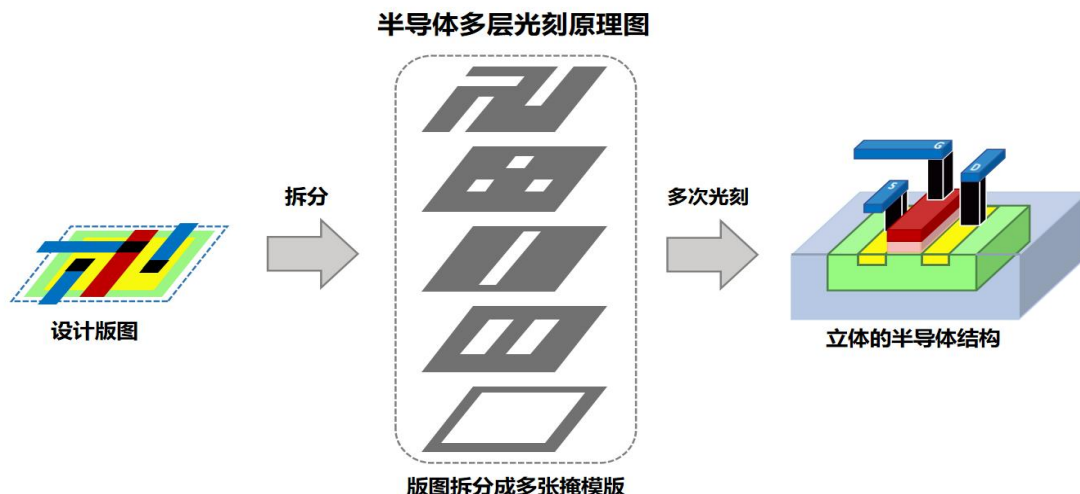 半导体多层光刻原理图
拆分
多次光刻
G
D
S
设计版图
立体的半导体结构
版图拆分成多张掩模版